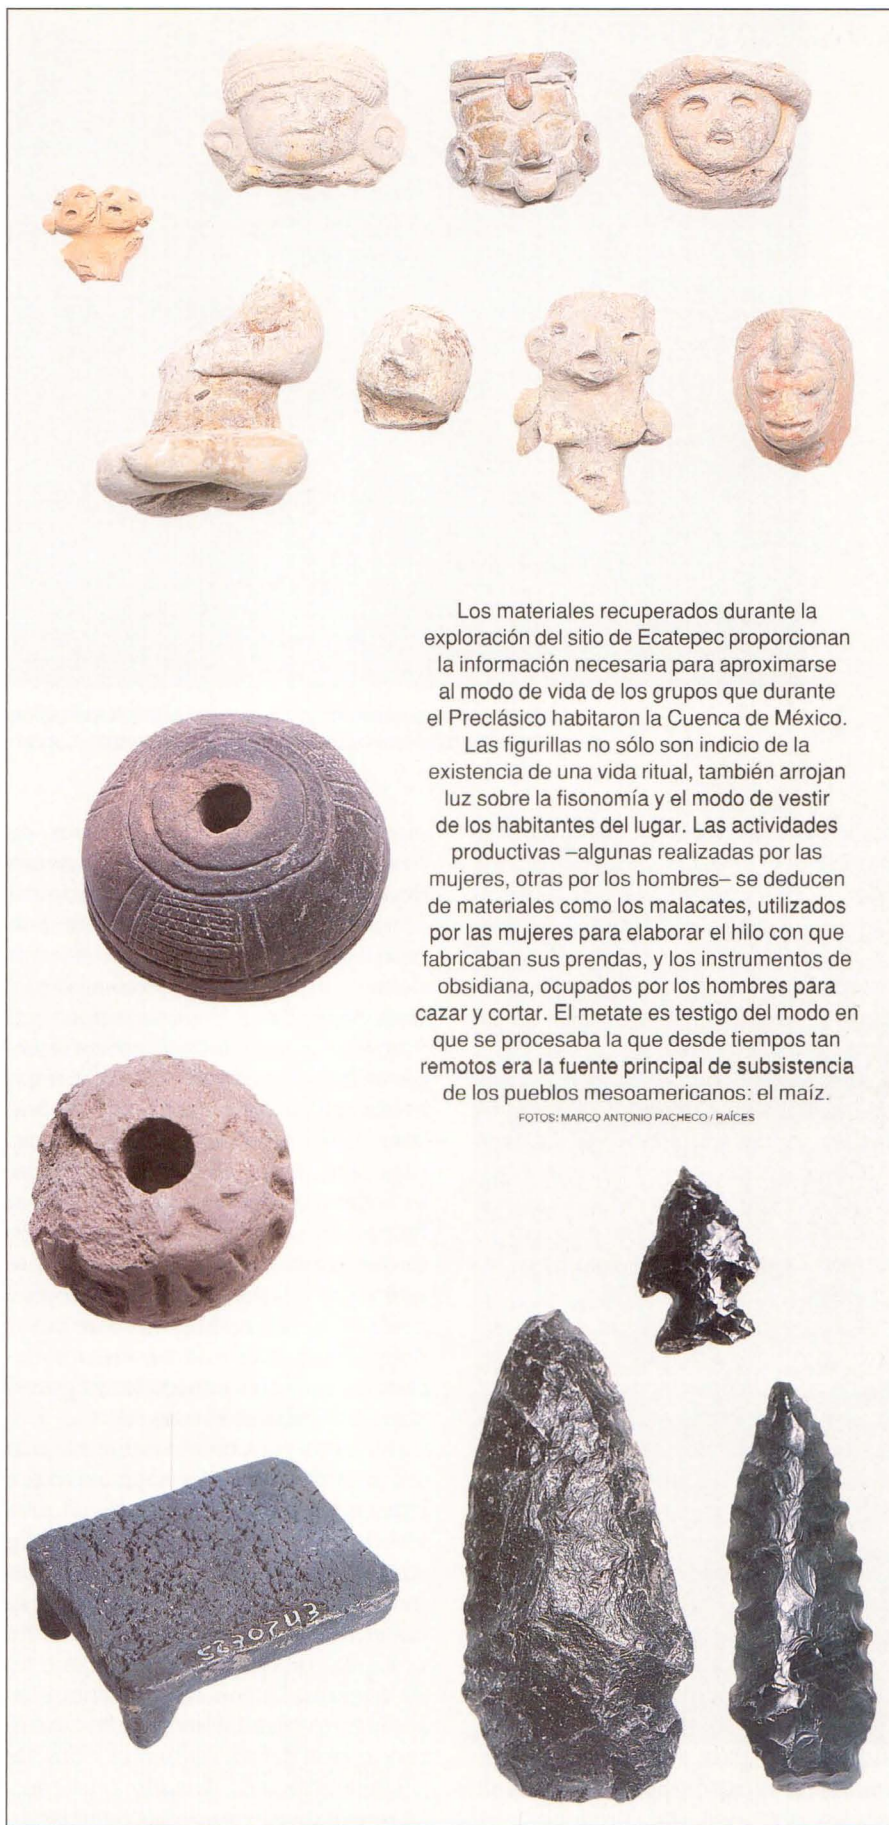 Los materiales recuperados durante la
exploración del sitio de Ecatepec proporcionan
la información necesaria para aproximarse
al modo de vida de los grupos que durante
el Preclásico habitaron la Cuenca de México.
Las figurillas no sólo son indicio de la
existencia de una vida ritual, también arrojan
luz sobre la fisonomía y el modo de vestir
de los habitantes del lugar. Las actividades
productivas –algunas realizadas por las
mujeres, otras por los hombres– se deducen
de materiales como los malacates, utilizados
por las mujeres para elaborar el hilo con que
fabricaban sus prendas, y los instrumentos de
obsidiana, ocupados por los hombres para
cazar y cortar. El metate es testigo del modo en
que se procesaba la que desde tiempos tan
remotos era la fuente principal de subsistencia
de los pueblos mesoamericanos: el maíz.
FOTOS: MARCO ANTONIO PACHECO / RAÍCES